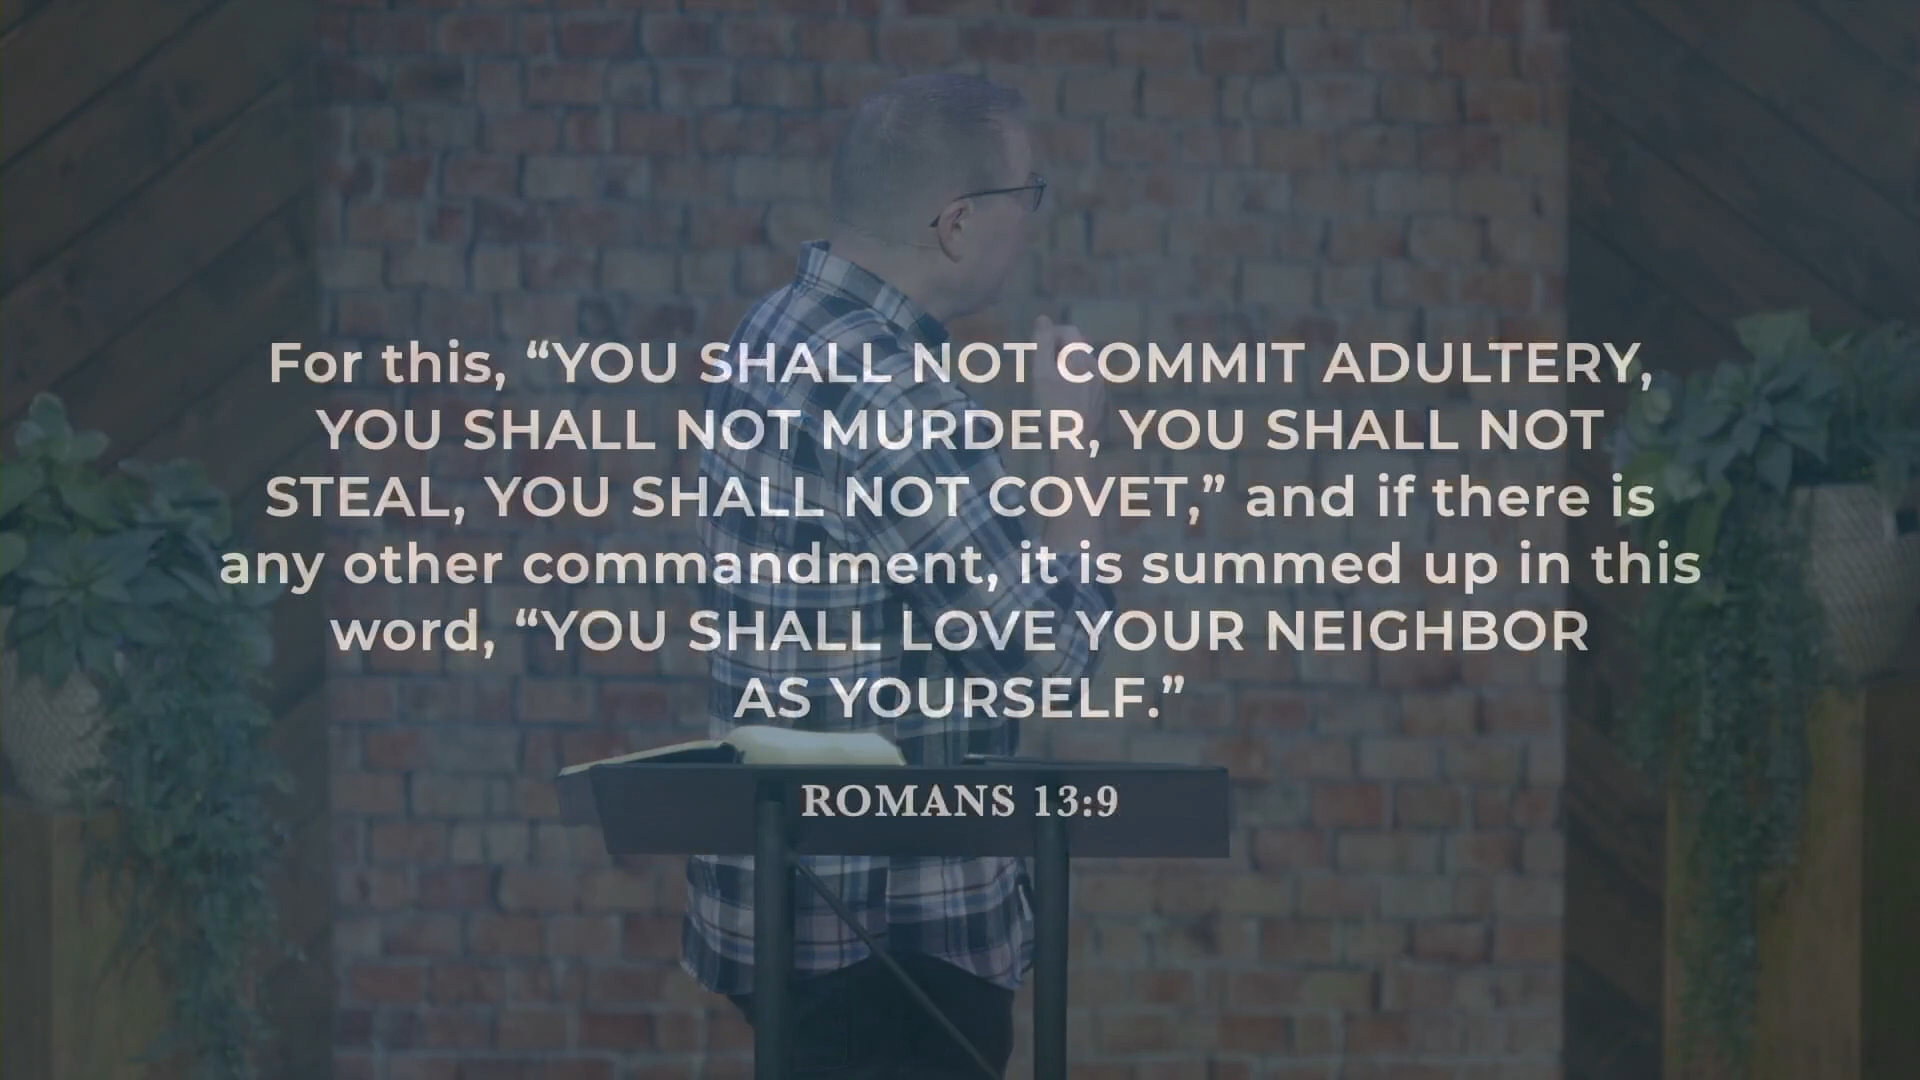 For this, “YOU SHALL NOT COMMIT ADULTERY,
YOU SHALL NOT MURDER, YOU SHALL NOT
STEAL, YOU SHALL NOT COVET,” and if there is
any other commandment, it is summed up in this
word, “YOU SHALL LOVE YOUR NEIGHBOR
AS YOURSELF.”
ROMANS 13:9